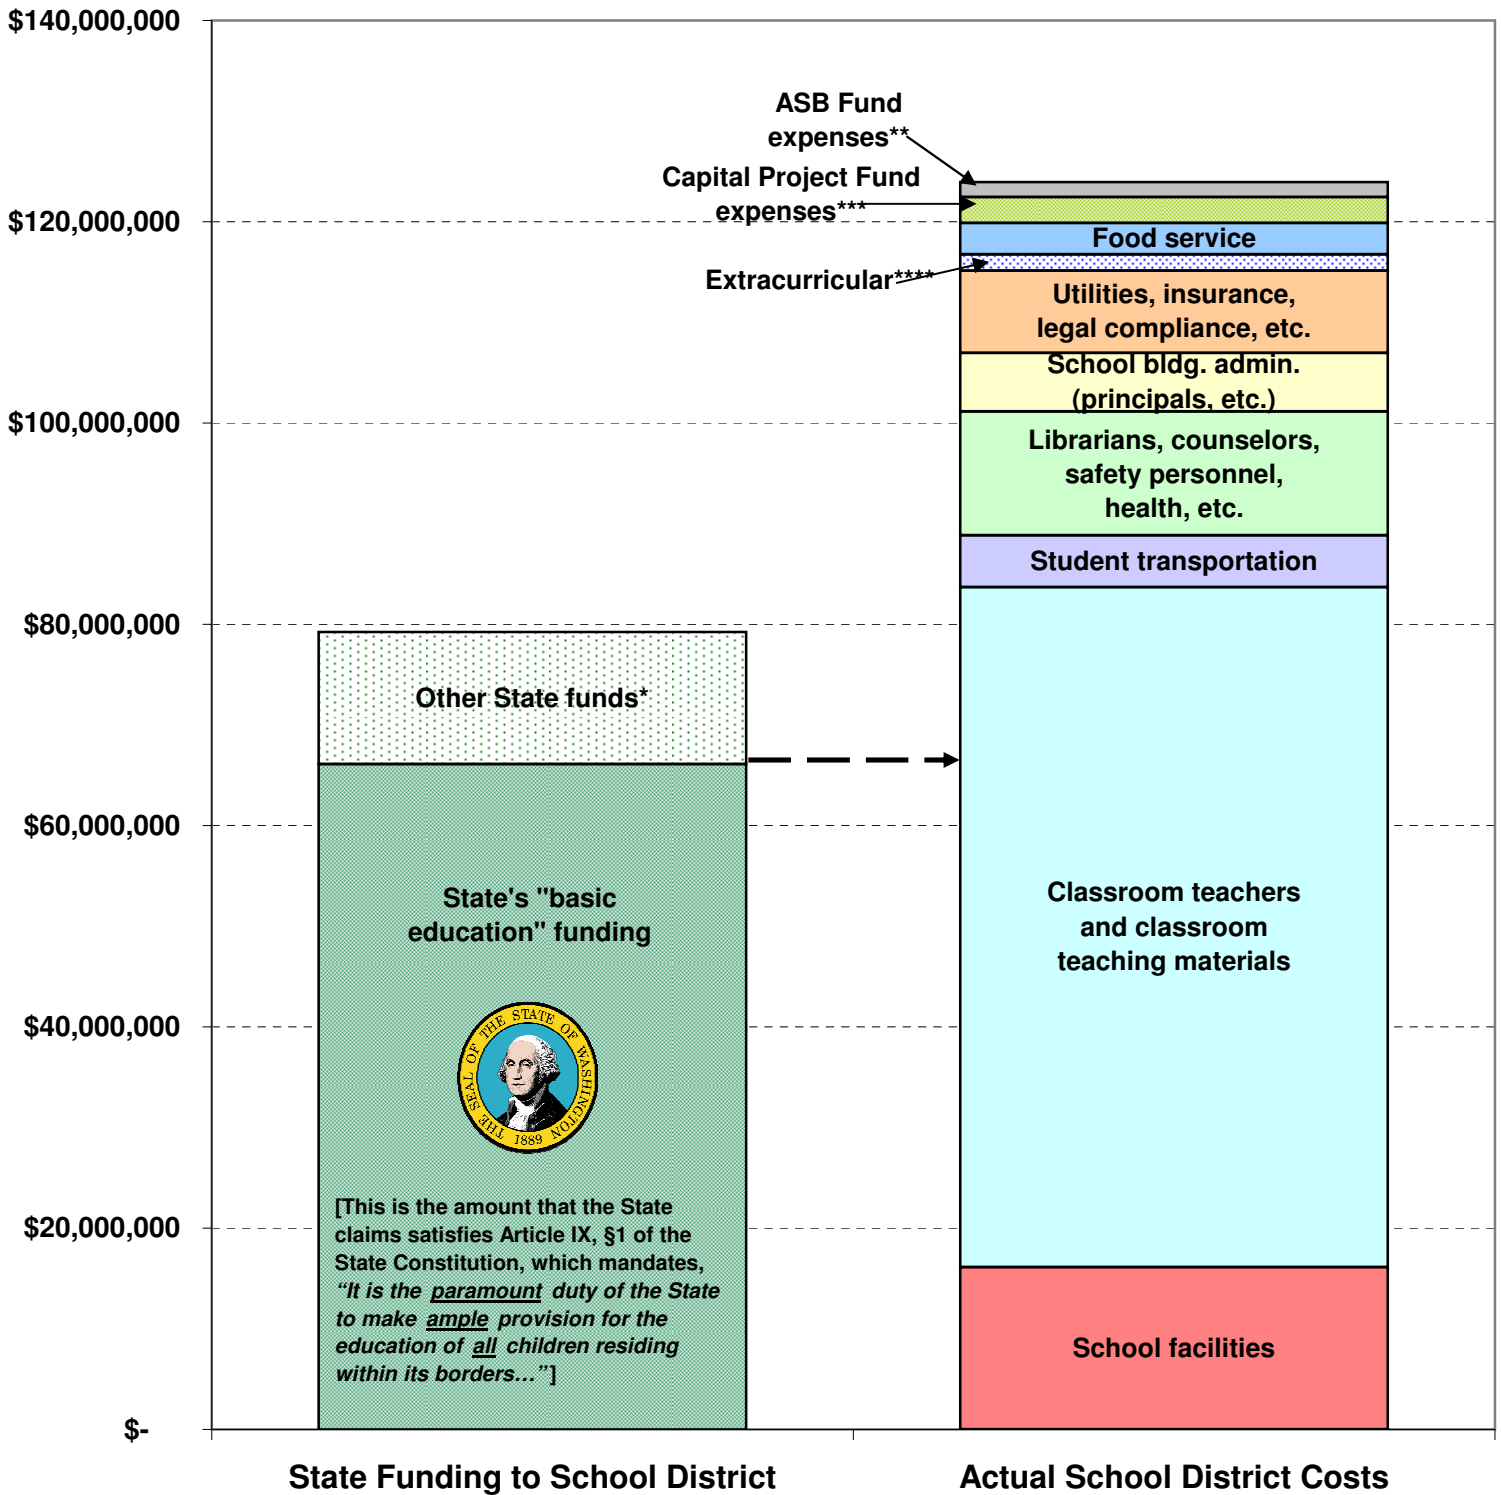 $140,000,000
$120,000,000
$100,000,000
$80,000,000
$60,000,000
$40,000,000
$20,000,000
$-
ASB Fund
expenses**
Capital Project Fund
expenses***
Extracurricular****
Food service
Utilities, insurance,
legal compliance, etc.
School bldg. admin.
(principals, etc.)
Librarians, counselors,
safety personnel,
health, etc.
Student transportation
Classroom teachers
and classroom
teaching materials
School facilities
Other State funds*
State's "basic
education" funding
THE SEAL OF THE STATE OF WASHINGTON
1889
[This is the amount that the State
claims satisfies Article IX, §1 of the
State Constitution, which mandates,
“It is the paramount duty of the State
to make ample provision for the
education of all children residing
within its borders…”]
State Funding to School District
Actual School District Costs